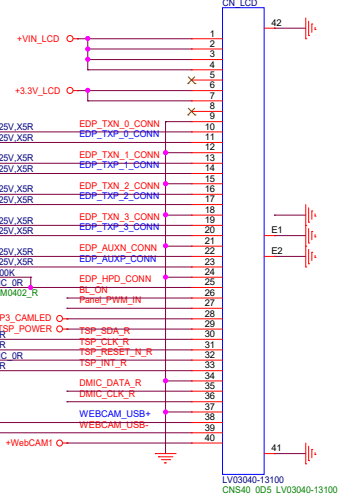 CN_LCD
42
+VIN_LCD
1
2
3
4
5
+3.3V_LCD
6
7
8
9
25V,X5R EDP_TXN_0_CONN 10
25V,X5R EDP_TXP_0_CONN 11
12
25V,X5R EDP_TXN_1_CONN 13
25V,X5R EDP_TXP_1_CONN 14
15
25V,X5R EDP_TXN_2_CONN 16
25V,X5R EDP_TXP_2_CONN 17
18
25V,X5R EDP_TXN_3_CONN 19
25V,X5R EDP_TXP_3_CONN 20
E1
21
25V,X5R EDP_AUXN_CONN 22
25V,X5R EDP_AUXP_CONN 23
E2
00K 24
C_0R EDP_HPD_CONN 25
M0402_R BL_ON 26
Panel_PWM_IN 27
P3_CAMLED 28
TSP_POWER 29
R TSP_SDA_R 30
R TSP_CLK_R 31
C_0R TSP_RESET_N_R 32
R TSP_INT_R 33
34
DMIC_DATA_R 35
DMIC_CLK_R 36
37
WEBCAM_USB+ 38
WEBCAM_USB- 39
+WebCAM1 40
41
LV03040-13100
CNS40_0D5_LV03040-13100